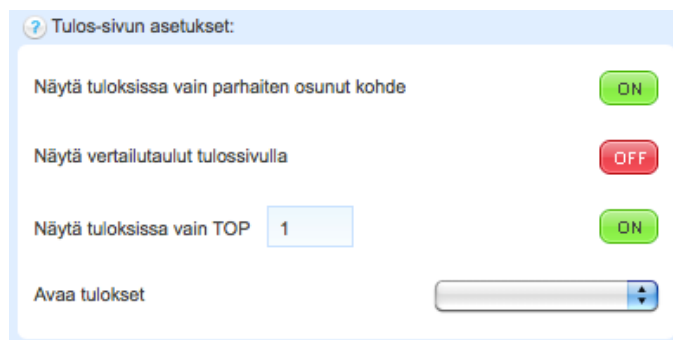 ? Tulos-sivun asetukset:
Näytä tuloksissa vain parhaiten osunut kohde ON
Näytä vertailutaulut tulossivulla OFF
Näytä tuloksissa vain TOP 1 ON
Avaa tulokset